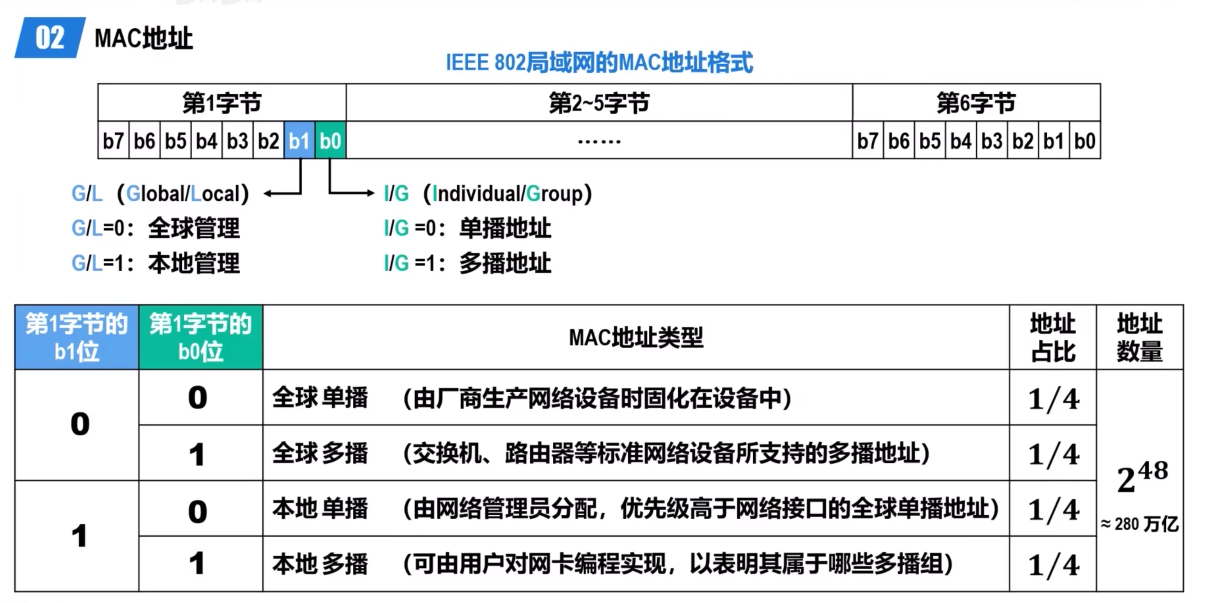 02 MAC地址
IEEE 802局域网的MAC地址格式
第1字节 第2~5字节 第6字节
b7 b6 b5 b4 b3 b2 b1 b0 …… b7 b6 b5 b4 b3 b2 b1 b0
G/L（Global/Local） I/G（Individual/Group）
G/L=0：全球管理 I/G =0：单播地址
G/L=1：本地管理 I/G =1：多播地址
第1字节的 第1字节的 MAC地址类型 地址 地址
b1位 b0位 占比 数量
0 0 全球 单播 （由厂商生产网络设备时固化在设备中） 1/4
1 全球 多播 （交换机、路由器等标准网络设备所支持的多播地址） 1/4
1 0 本地 单播 （由网络管理员分配，优先级高于网络接口的全球单播地址） 1/4
1 本地 多播 （可由用户对网卡编程实现，以表明其属于哪些多播组） 1/4
2⁴⁸
≈ 280 万亿